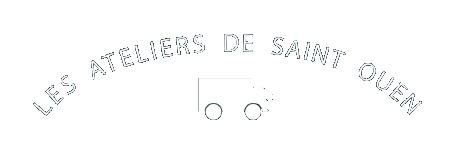 LES ATELIERS DE SAINT OUEN